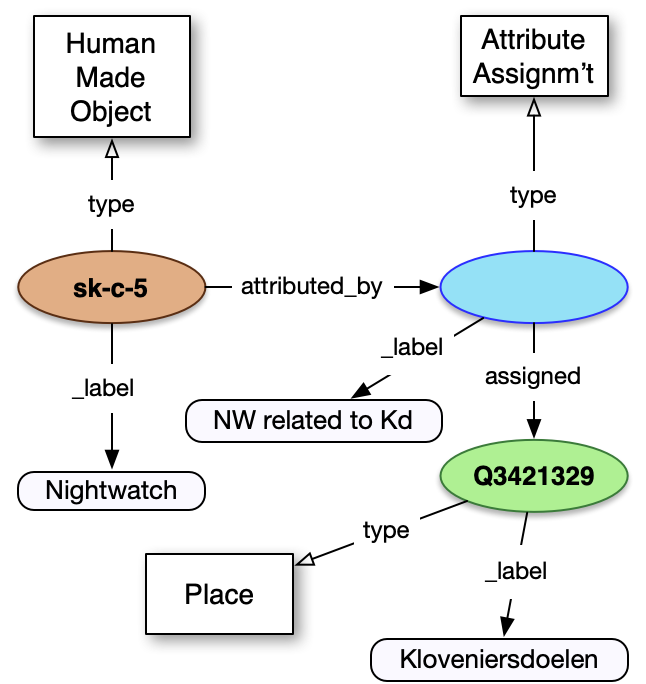 Human
Made
Object
Attribute
Assignm't
type
type
sk-c-5
attributed_by
_label
_label
assigned
NW related to Kd
Nightwatch
Q3421329
type
_label
Place
Kloveniersdoelen